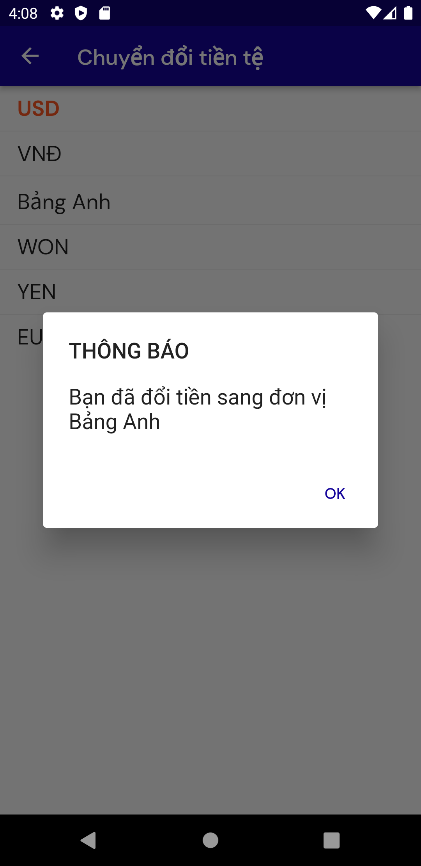 4:08
Chuyển đổi tiền tệ
USD
VNĐ
Bảng Anh
WON
YEN
EU
THÔNG BÁO
Bạn đã đổi tiền sang đơn vị
Bảng Anh
OK